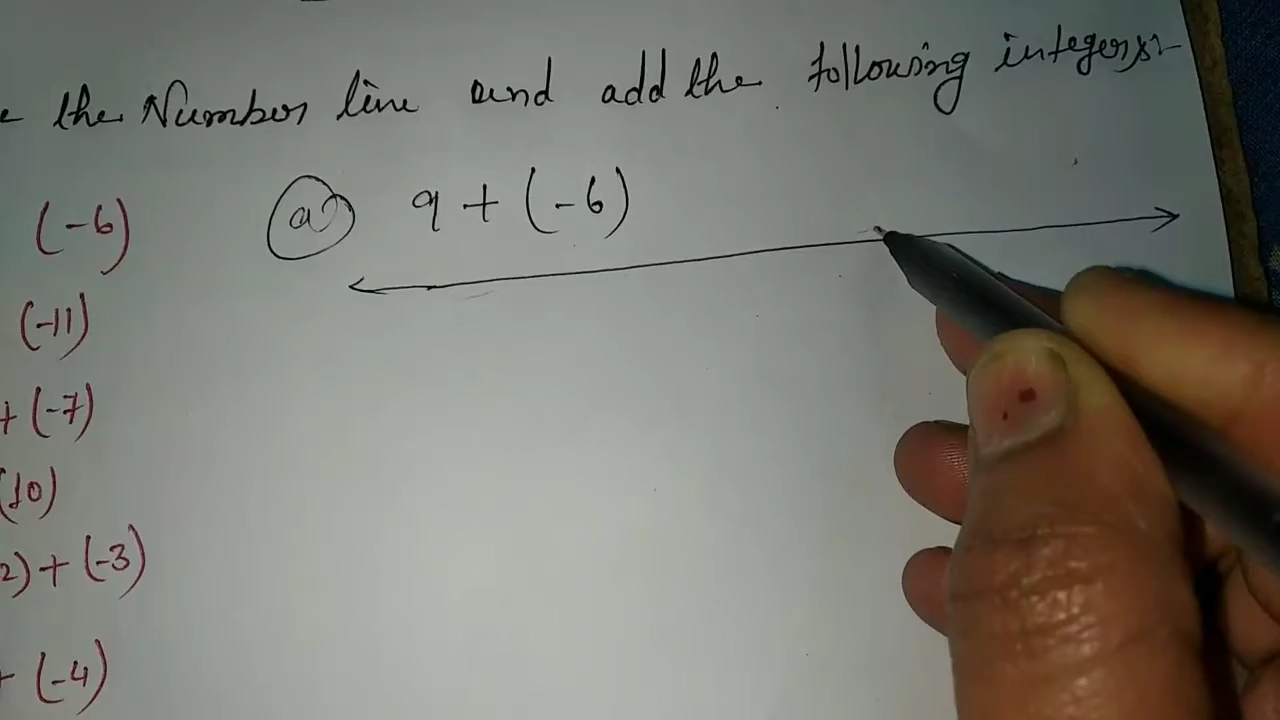 e the Number line and add the following integers:-
(-6)
a) 9 + (-6)
(-11)
+ (-7)
(10)
2) + (-3)
+ (-4)